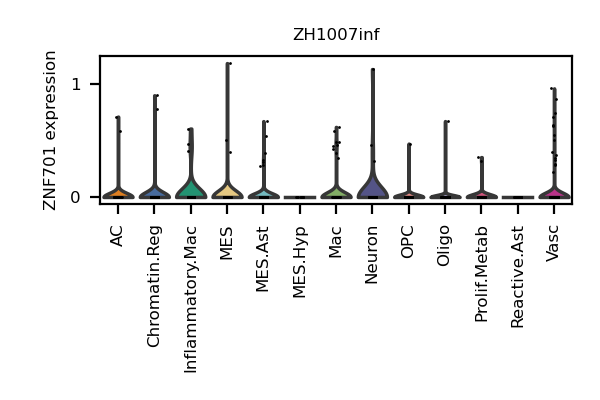 ZH1007inf
ZNF701 expression
1
0
AC
Chromatin.Reg
Inflammatory.Mac
MES
MES.Ast
MES.Hyp
Mac
Neuron
OPC
Oligo
Prolif.Metab
Reactive.Ast
Vasc